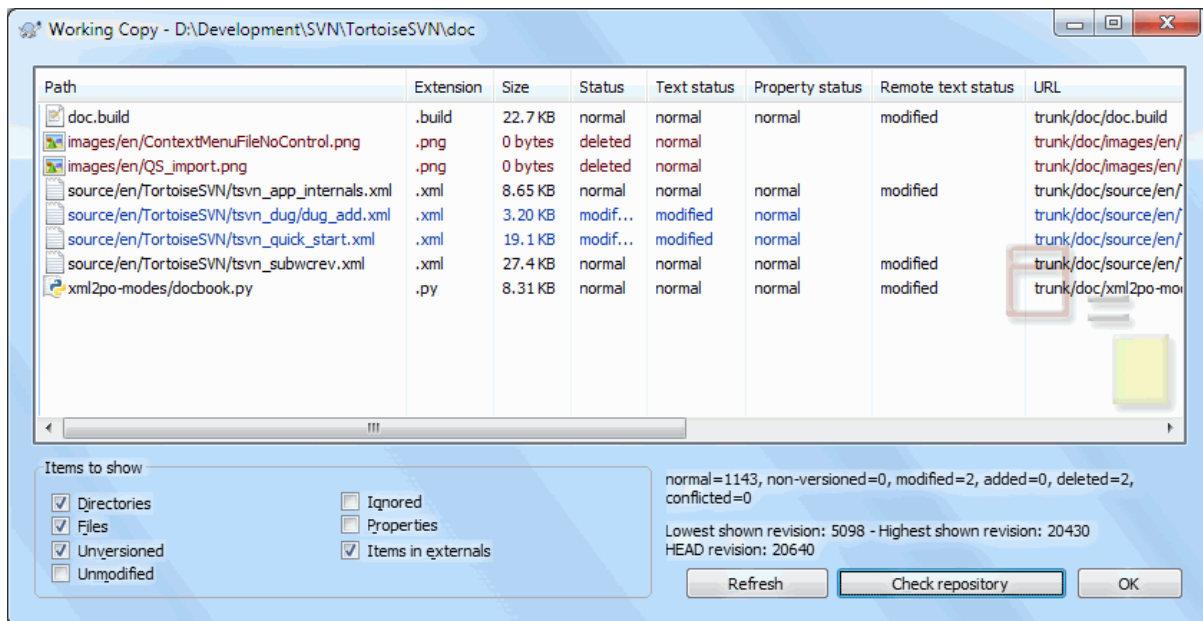 Working Copy - D:\Development\SVN\TortoiseSVN\doc
Path Extension Size Status Text status Property status Remote text status URL
doc.build .build 22.7 KB normal normal normal modified trunk/doc/doc.build
images/en/ContextMenuFileNoControl.png .png 0 bytes deleted normal trunk/doc/images/en/
images/en/QS_import.png .png 0 bytes deleted normal trunk/doc/images/en/
source/en/TortoiseSVN/tsvn_app_internals.xml .xml 8.65 KB normal normal normal modified trunk/doc/source/en/
source/en/TortoiseSVN/tsvn_dug/dug_add.xml .xml 3.20 KB modif... modified normal trunk/doc/source/en/
source/en/TortoiseSVN/tsvn_quick_start.xml .xml 19.1 KB modif... modified normal trunk/doc/source/en/
source/en/TortoiseSVN/tsvn_subwcrev.xml .xml 27.4 KB normal normal normal modified trunk/doc/source/en/
xml2po-modes/docbook.py .py 8.31 KB normal normal normal modified trunk/doc/xml2po-mo
Items to show
Directories Ignored
Files Properties
Unversioned Items in externals
Unmodified
normal=1143, non-versioned=0, modified=2, added=0, deleted=2,
conflicted=0
Lowest shown revision: 5098 - Highest shown revision: 20430
HEAD revision: 20640
Refresh Check repository OK